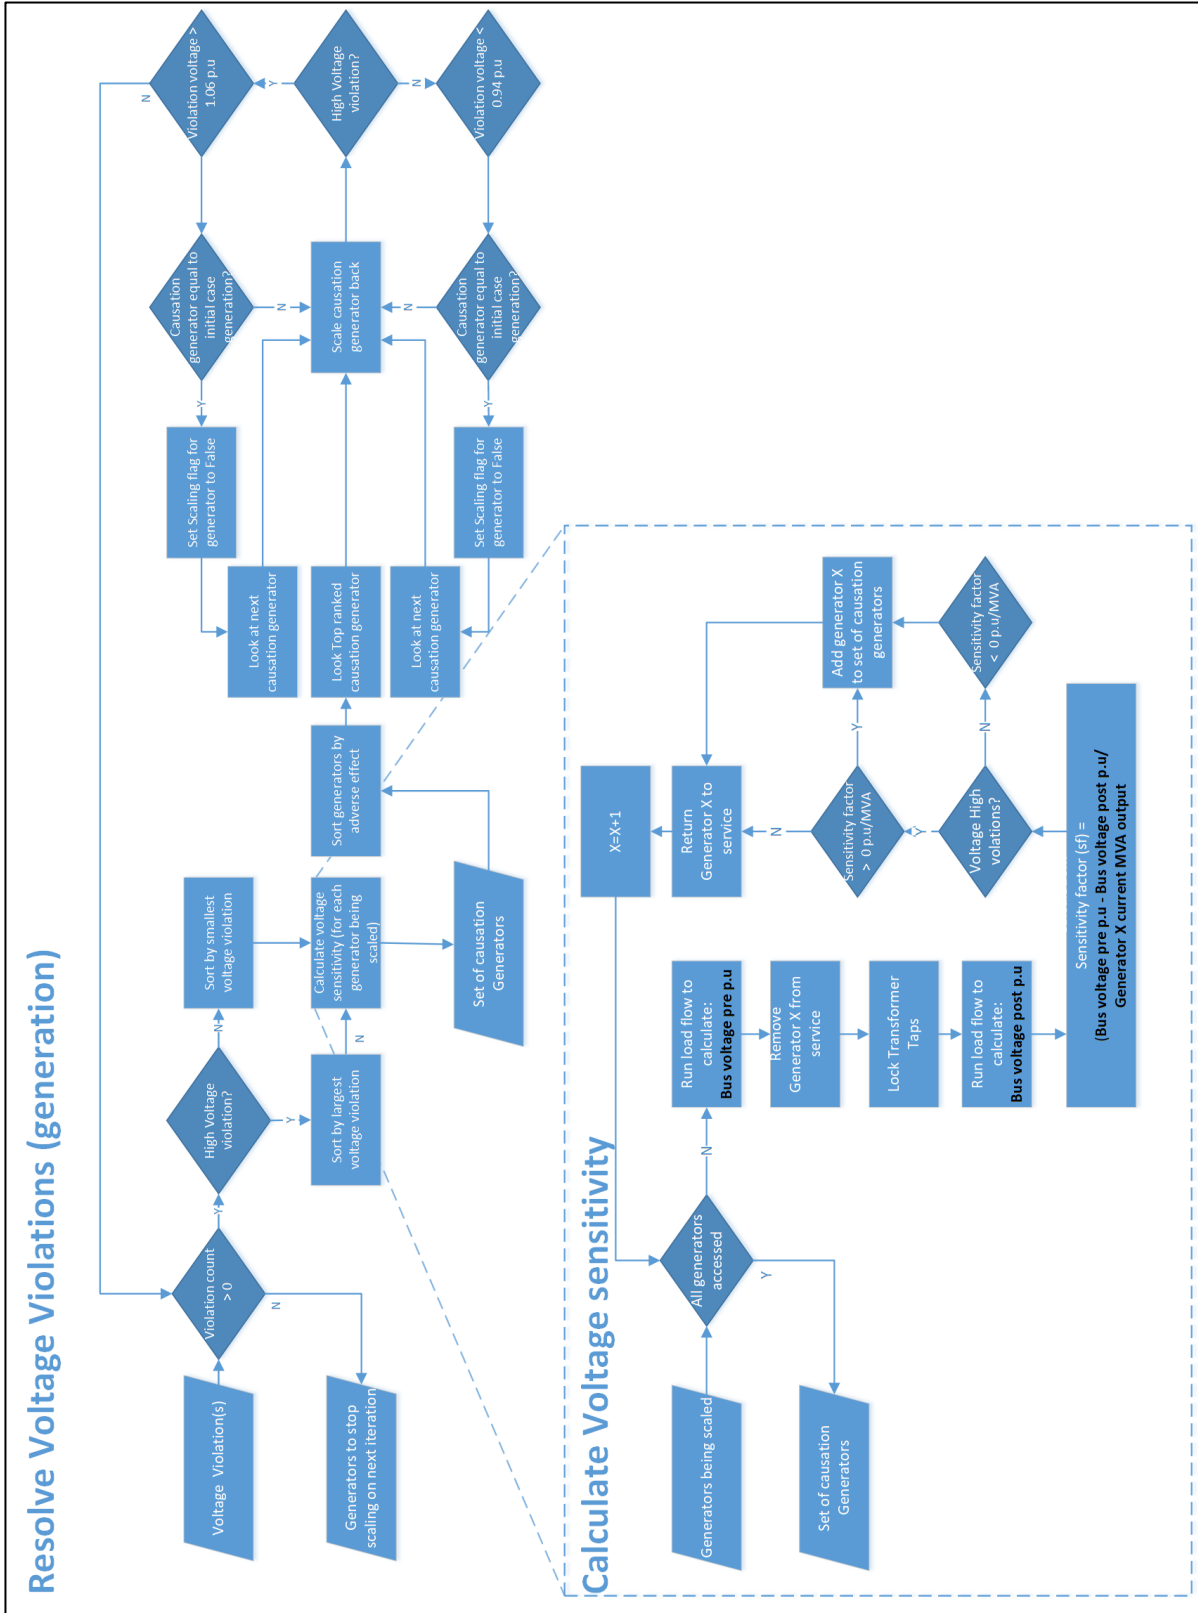 Resolve Voltage Violations (generation)
Voltage Violation(s)
Violation count
> 0
Y
N
Generators to stop
scaling on next iteration
High Voltage
violation?
N
Y
Sort by smallest
voltage violation
Sort by largest
voltage violation
N
Calculate voltage
sensitivity (for each
generator being
scaled)
Set of causation
Generators
Sort generators by
adverse effect
Look at next
causation generator
Look Top ranked
causation generator
Look at next
causation generator
Set Scaling flag for
generator to False
Set Scaling flag for
generator to False
Y
Y
Causation
generator equal to
initial case
generation?
N
Scale causation
generator back
N
Causation
generator equal to
initial case
generation?
Violation voltage >
1.06 p.u
N
Y
High Voltage
violation?
N
Violation voltage <
0.94 p.u
Calculate Voltage sensitivity
Generators being scaled
Set of causation
Generators
All generators
accessed
N
Y
Run load flow to
calculate:
Bus voltage pre p.u
Remove
Generator X from
service
Lock Transformer
Taps
Run load flow to
calculate:
Bus voltage post p.u
Sensitivity factor (sf) =
(Bus voltage pre p.u - Bus voltage post p.u/
Generator X current MVA output
X=X+1
Return
Generator X to
service
N
Sensitivity factor
> 0 p.u/MVA
Y
Y
Voltage High
violations?
N
Add generator X
to set of causation
generators
Sensitivity factor
< 0 p.u/MVA